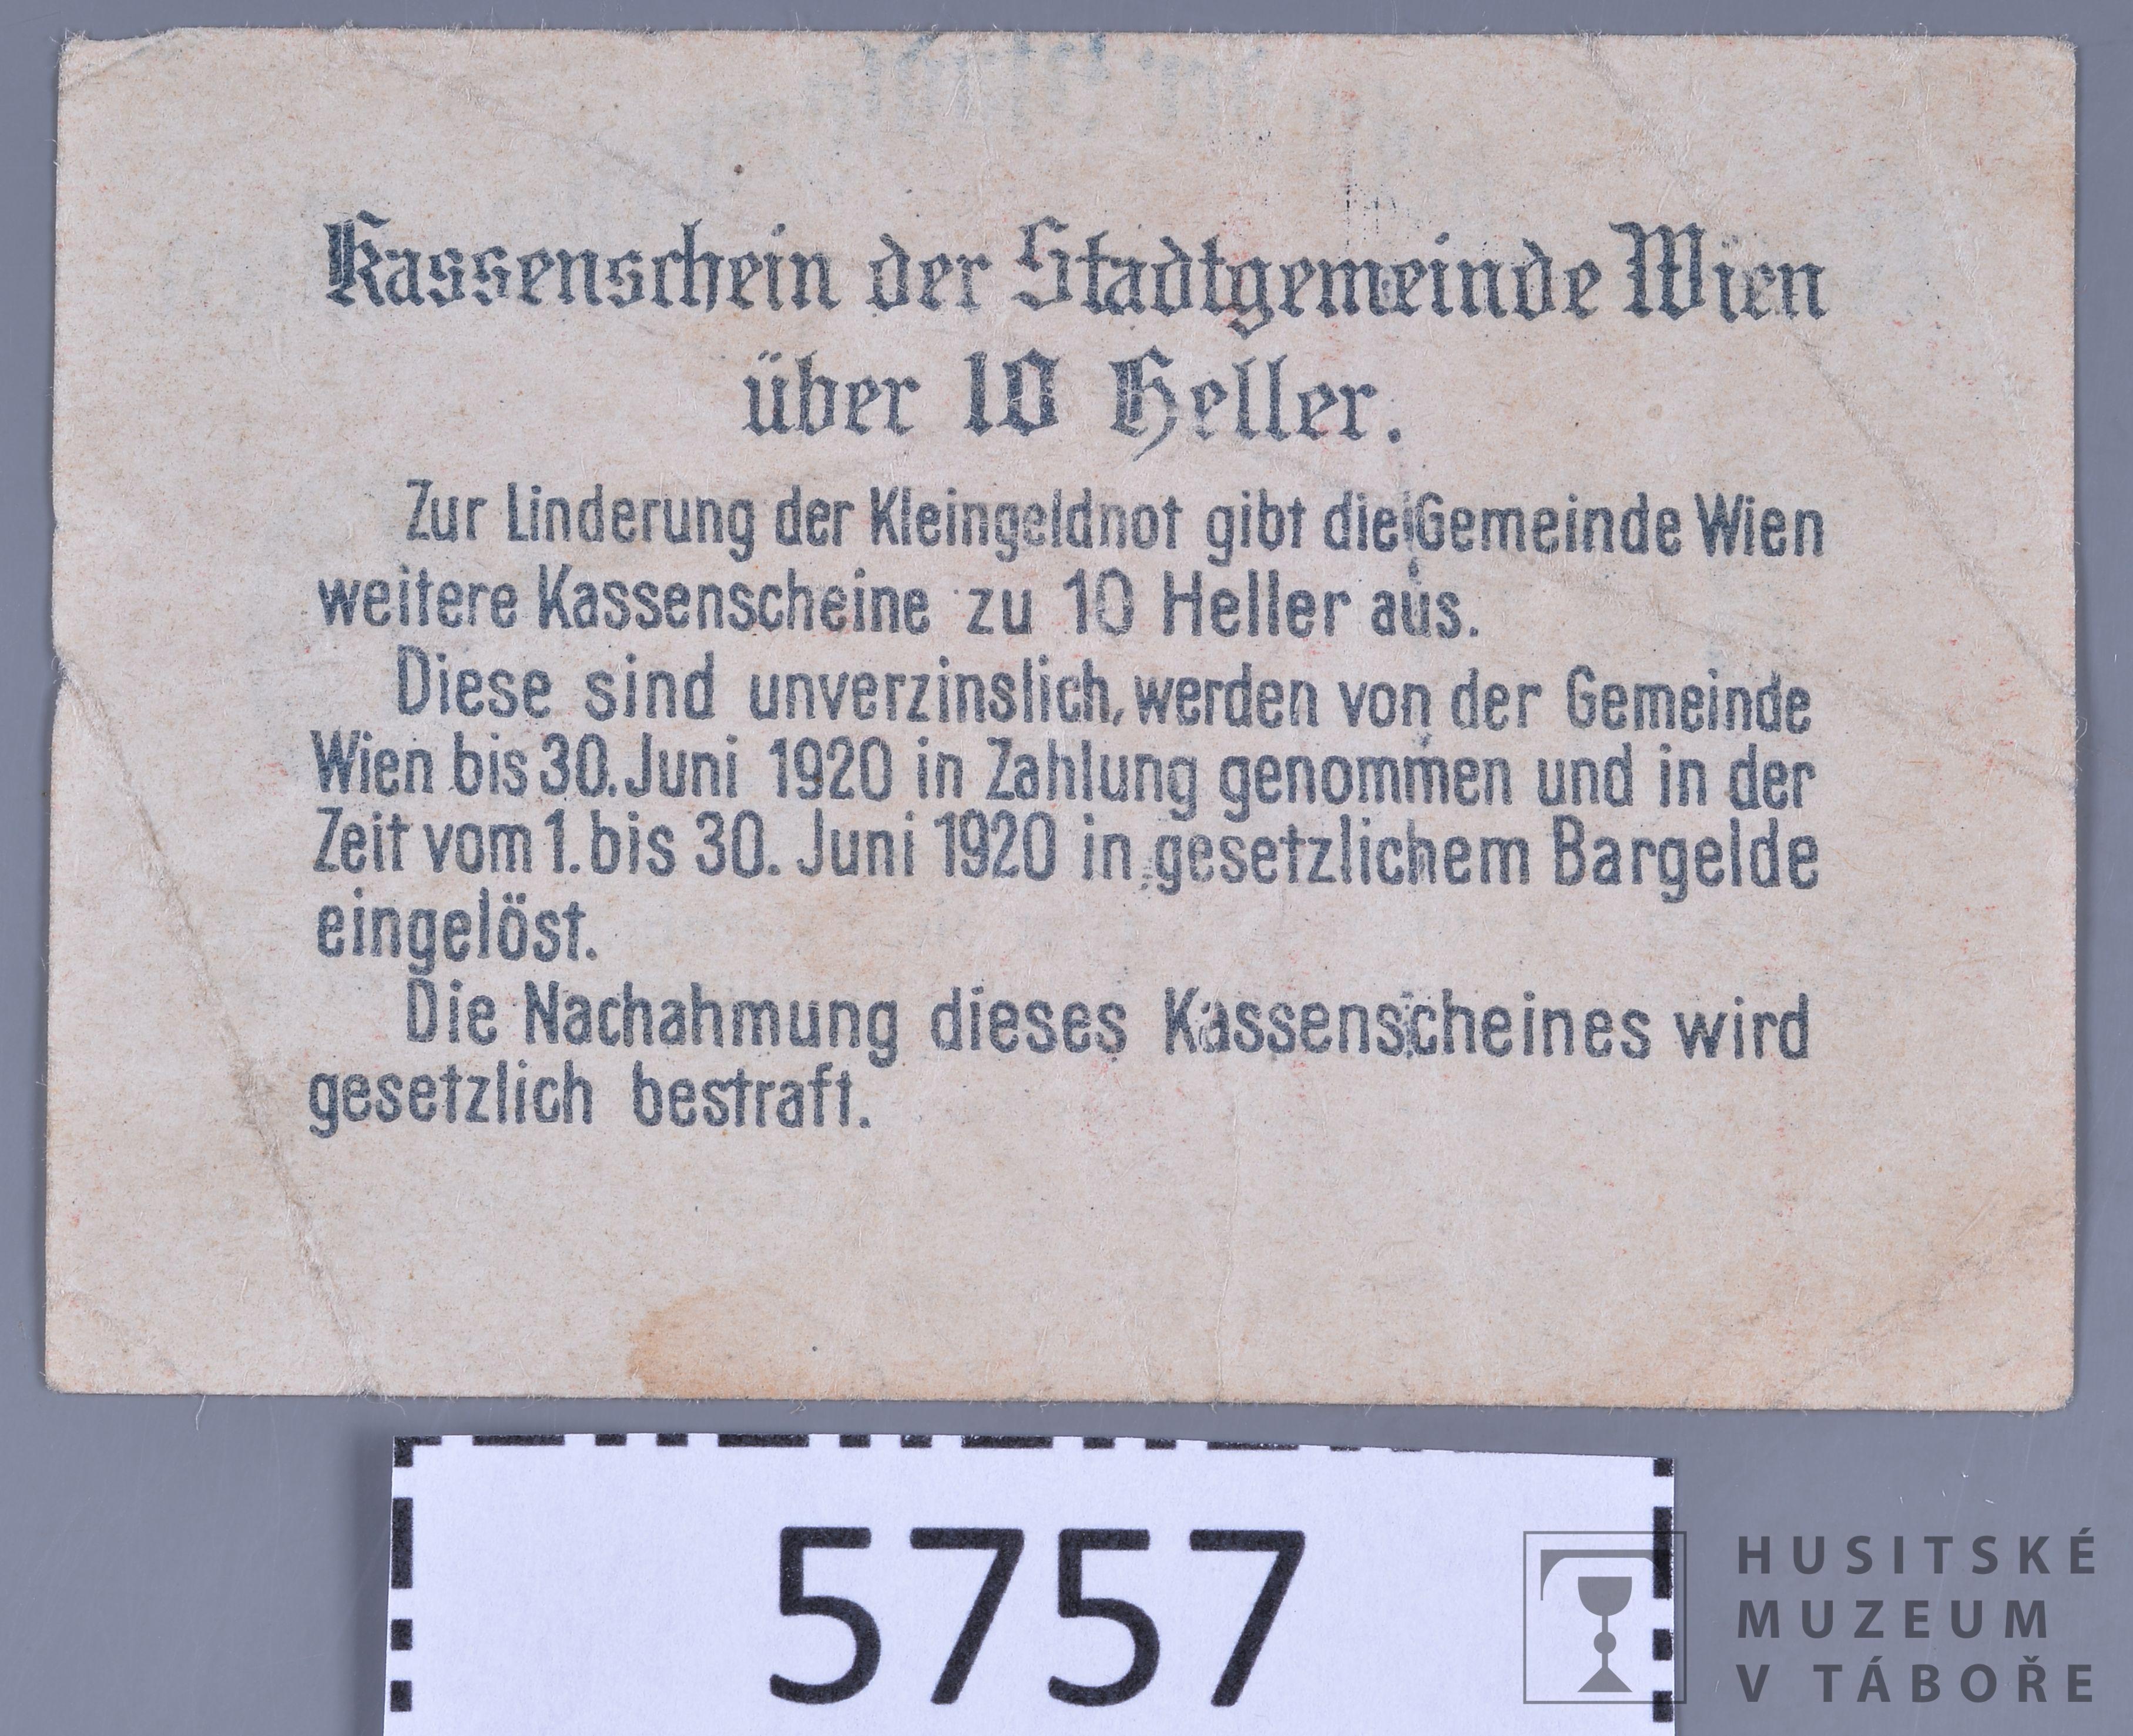 Kassenschein der Stadtgemeinde Wien
über 10 Heller.
Zur Linderung der Kleingeldnot gibt die Gemeinde Wien
weitere Kassenscheine zu 10 Heller aus.
Diese sind unverzinslich, werden von der Gemeinde
Wien bis 30. Juni 1920 in Zahlung genommen und in der
Zeit vom 1. bis 30. Juni 1920 in gesetzlichem Bargelde
eingelöst.
Die Nachahmung dieses Kassenscheines wird
gesetzlich bestraft.
5757
HUSITSKÉ
MUZEUM
V TÁBOŘE